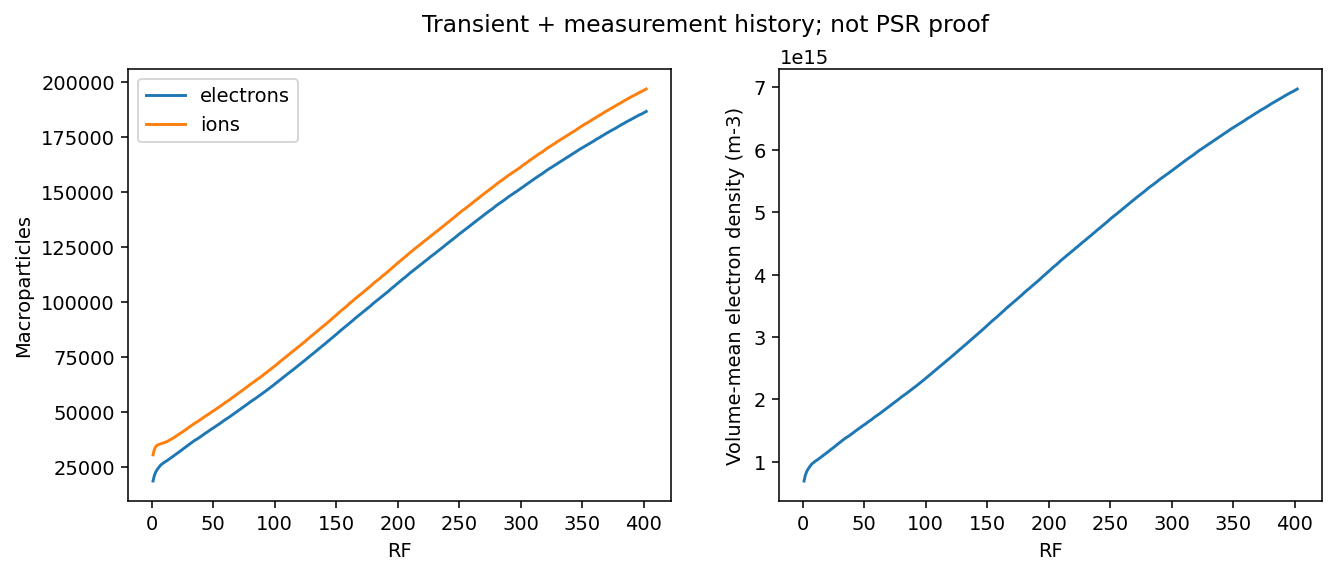 Transient + measurement history; not PSR proof
electrons
ions
200000
175000
150000
125000
100000
75000
50000
25000
Macroparticles
0 50 100 150 200 250 300 350 400
RF
1e15
7
6
5
4
3
2
1
Volume-mean electron density (m-3)
0 50 100 150 200 250 300 350 400
RF